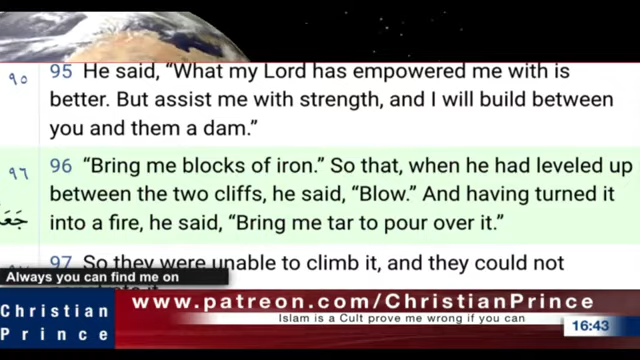 ٩٥
95 He said, “What my Lord has empowered me with is
better. But assist me with strength, and I will build between
you and them a dam.”
٩٦
96 “Bring me blocks of iron.” So that, when he had leveled up
between the two cliffs, he said, “Blow.” And having turned it
into a fire, he said, “Bring me tar to pour over it.”
97 So they were unable to climb it, and they could not
Always you can find me on
Christian
Prince
www.patreon.com/ChristianPrince
Islam is a Cult prove me wrong if you can
16:43